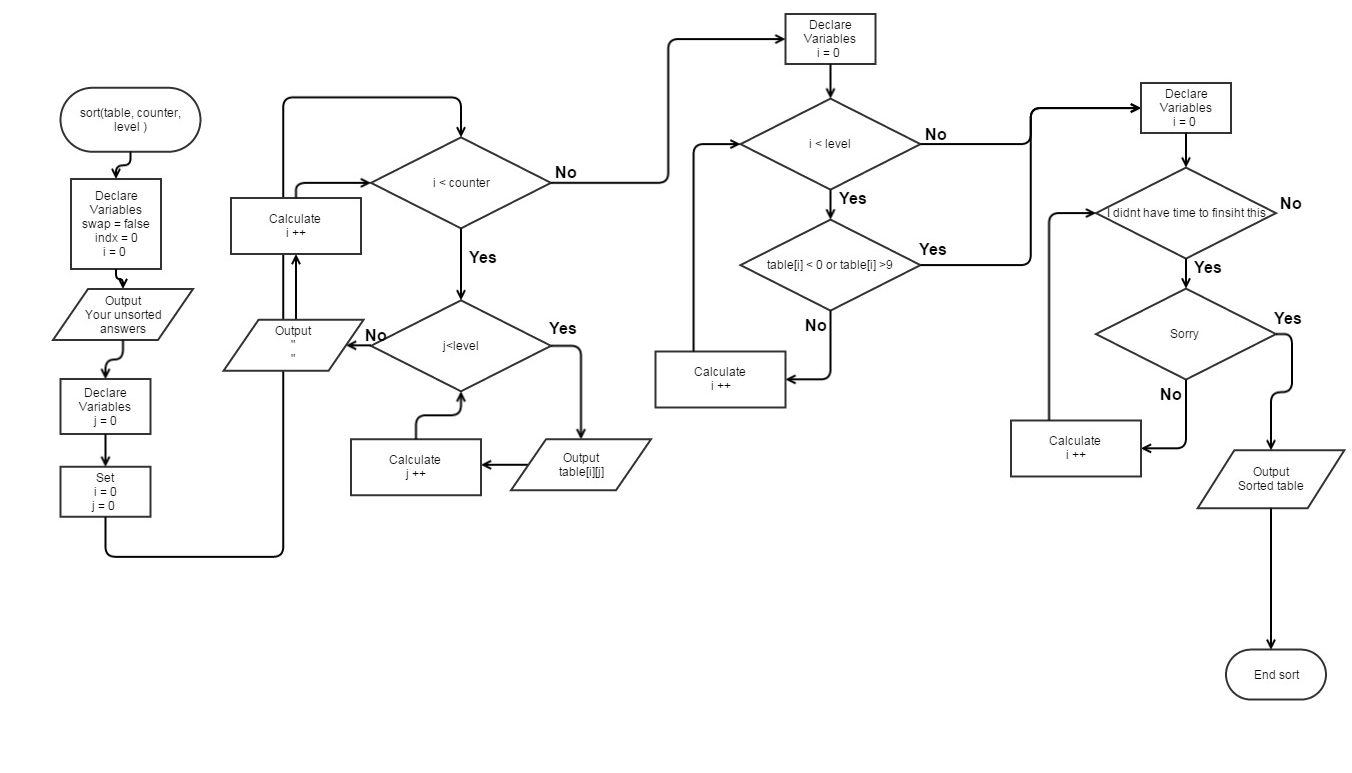 sort(table, counter,
level )
Declare
Variables
swap = false
indx = 0
i = 0
Output
Your unsorted
answers
Declare
Variables
j = 0
Set
i = 0
j = 0
Calculate
i ++
Output
"
"
i < counter
No
Yes
j<level
No
Yes
Calculate
j ++
Output
table[i][j]
Declare
Variables
i = 0
i < level
No
Yes
table[i] < 0 or table[i] >9
Yes
No
Calculate
i ++
Declare
Variables
i = 0
I didnt have time to finsiht this
No
Yes
Sorry
Yes
No
Calculate
i ++
Output
Sorted table
End sort